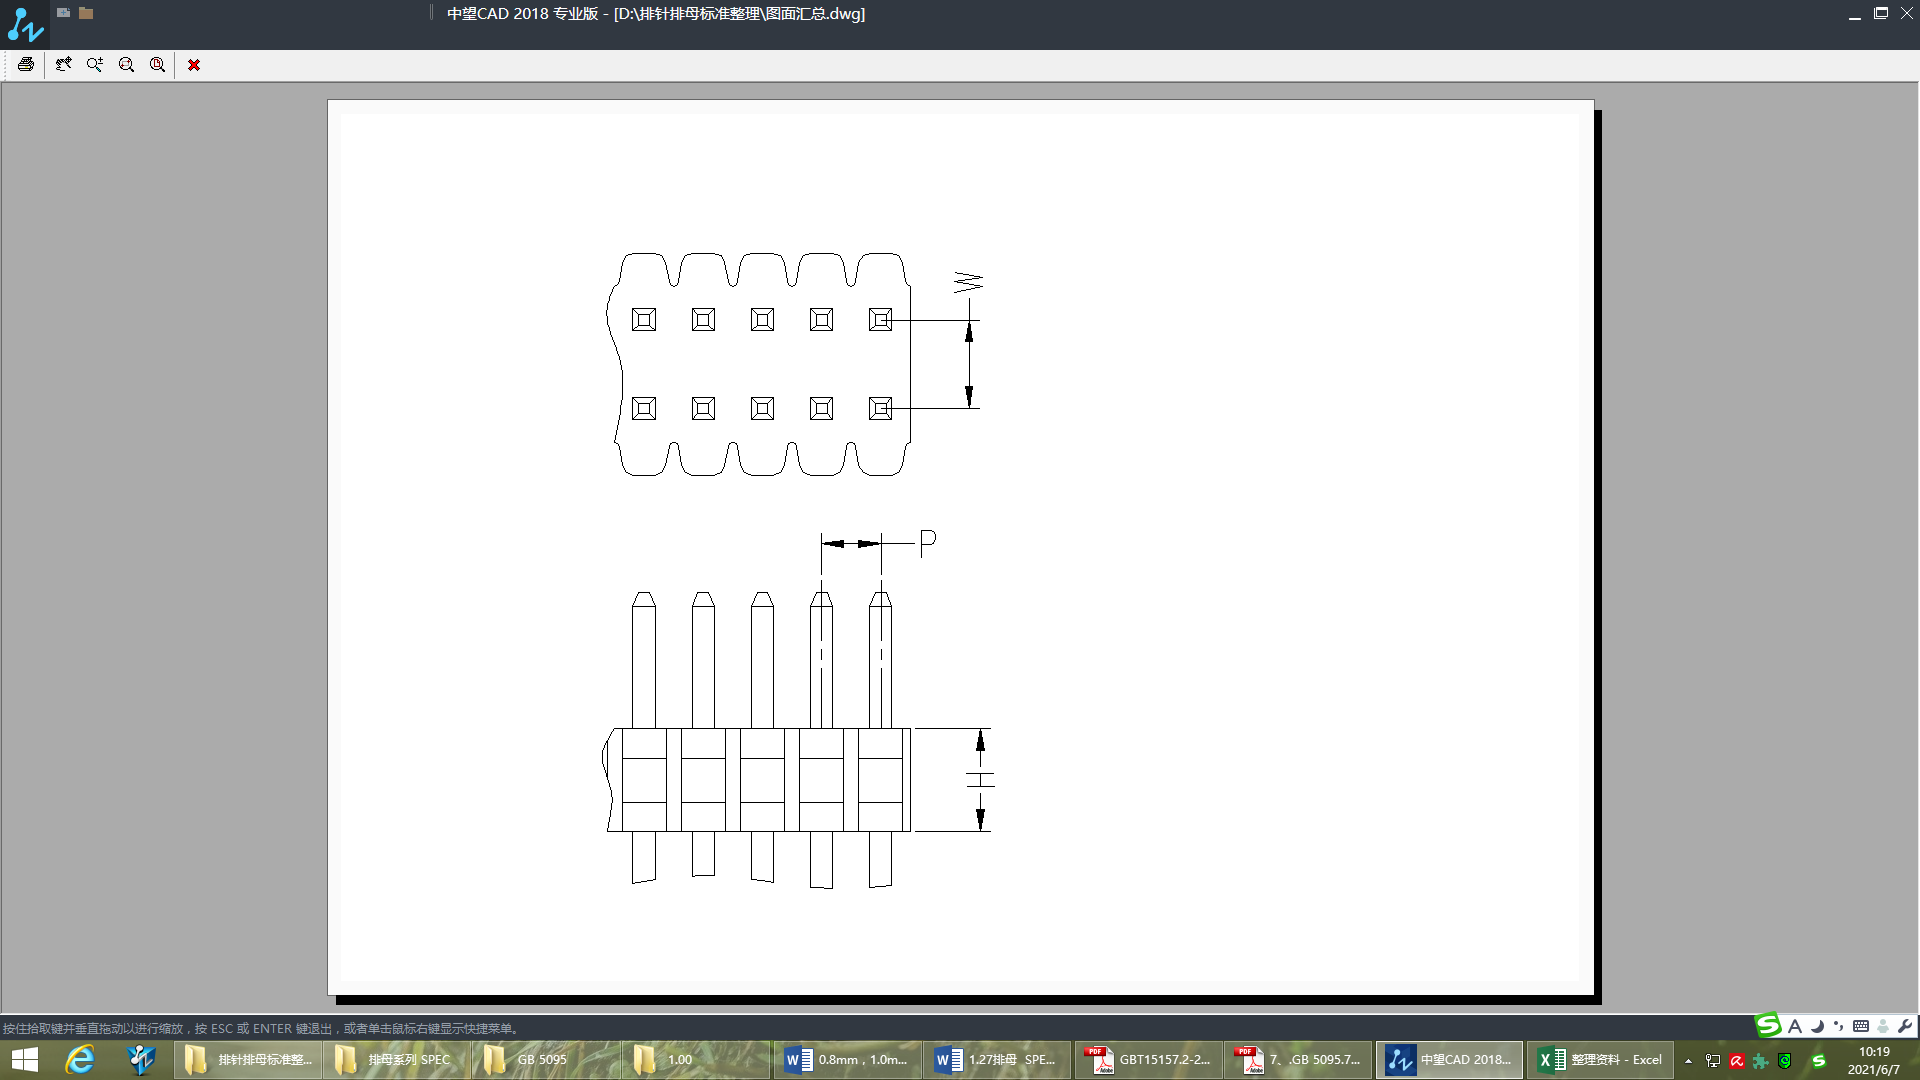 中望CAD 2018 专业版 - [D:\排针排母标准整理\图面汇总.dwg]
W
P
H
按住拾取键并垂直拖动以进行缩放，按 ESC 或 ENTER 键退出，或者单击鼠标右键显示快捷菜单。
A
排针排母标准整...
排母系列 SPEC
GB 5095
1.00
0.8mm，1.0m...
1.27排母 SPE...
GBT15157.2-2...
7、.GB 5095.7...
中望CAD 2018...
整理资料 - Excel
10:19
2021/6/7